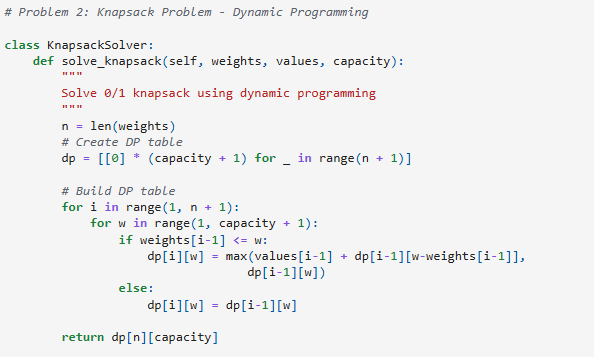 # Problem 2: Knapsack Problem - Dynamic Programming

class KnapsackSolver:
    def solve_knapsack(self, weights, values, capacity):
        """
        Solve 0/1 knapsack using dynamic programming
        """
        n = len(weights)
        # Create DP table
        dp = [[0] * (capacity + 1) for _ in range(n + 1)]

        # Build DP table
        for i in range(1, n + 1):
            for w in range(1, capacity + 1):
                if weights[i-1] <= w:
                    dp[i][w] = max(values[i-1] + dp[i-1][w-weights[i-1]],
                                  dp[i-1][w])
                else:
                    dp[i][w] = dp[i-1][w]

        return dp[n][capacity]